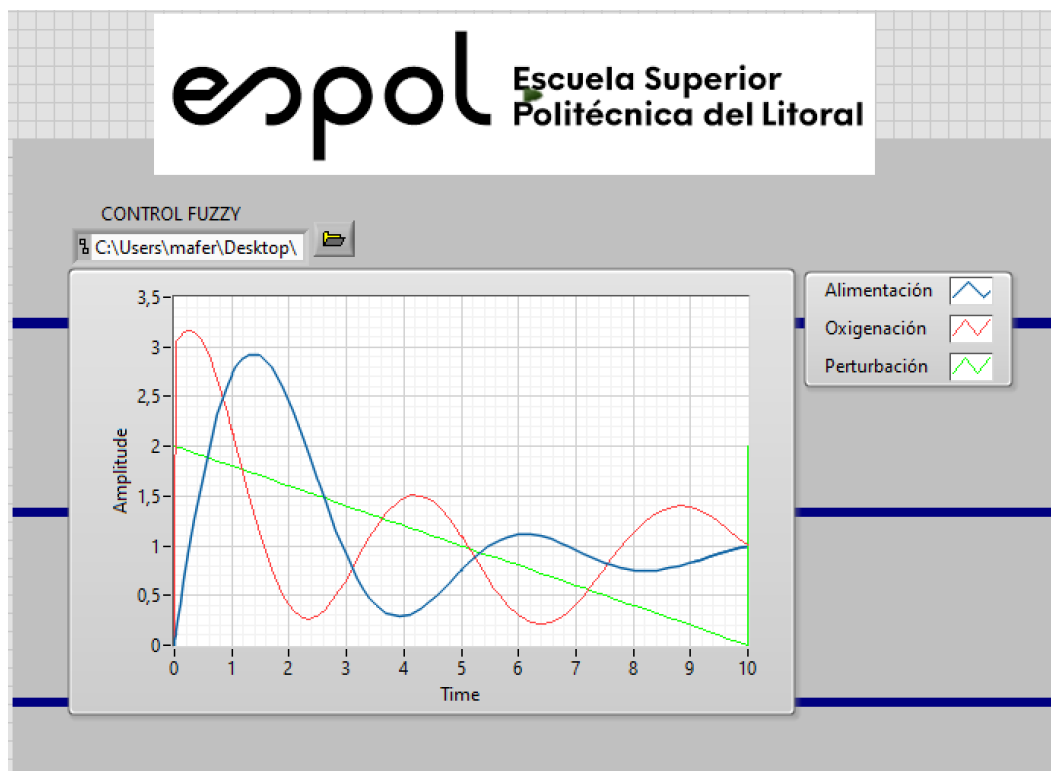 espol
Escuela Superior
Politécnica del Litoral
CONTROL FUZZY
C:\Users\mafer\Desktop\
3,5
3
2,5
2
1,5
1
0,5
0
Amplitude
0 1 2 3 4 5 6 7 8 9 10
Time
Alimentación
Oxigenación
Perturbación